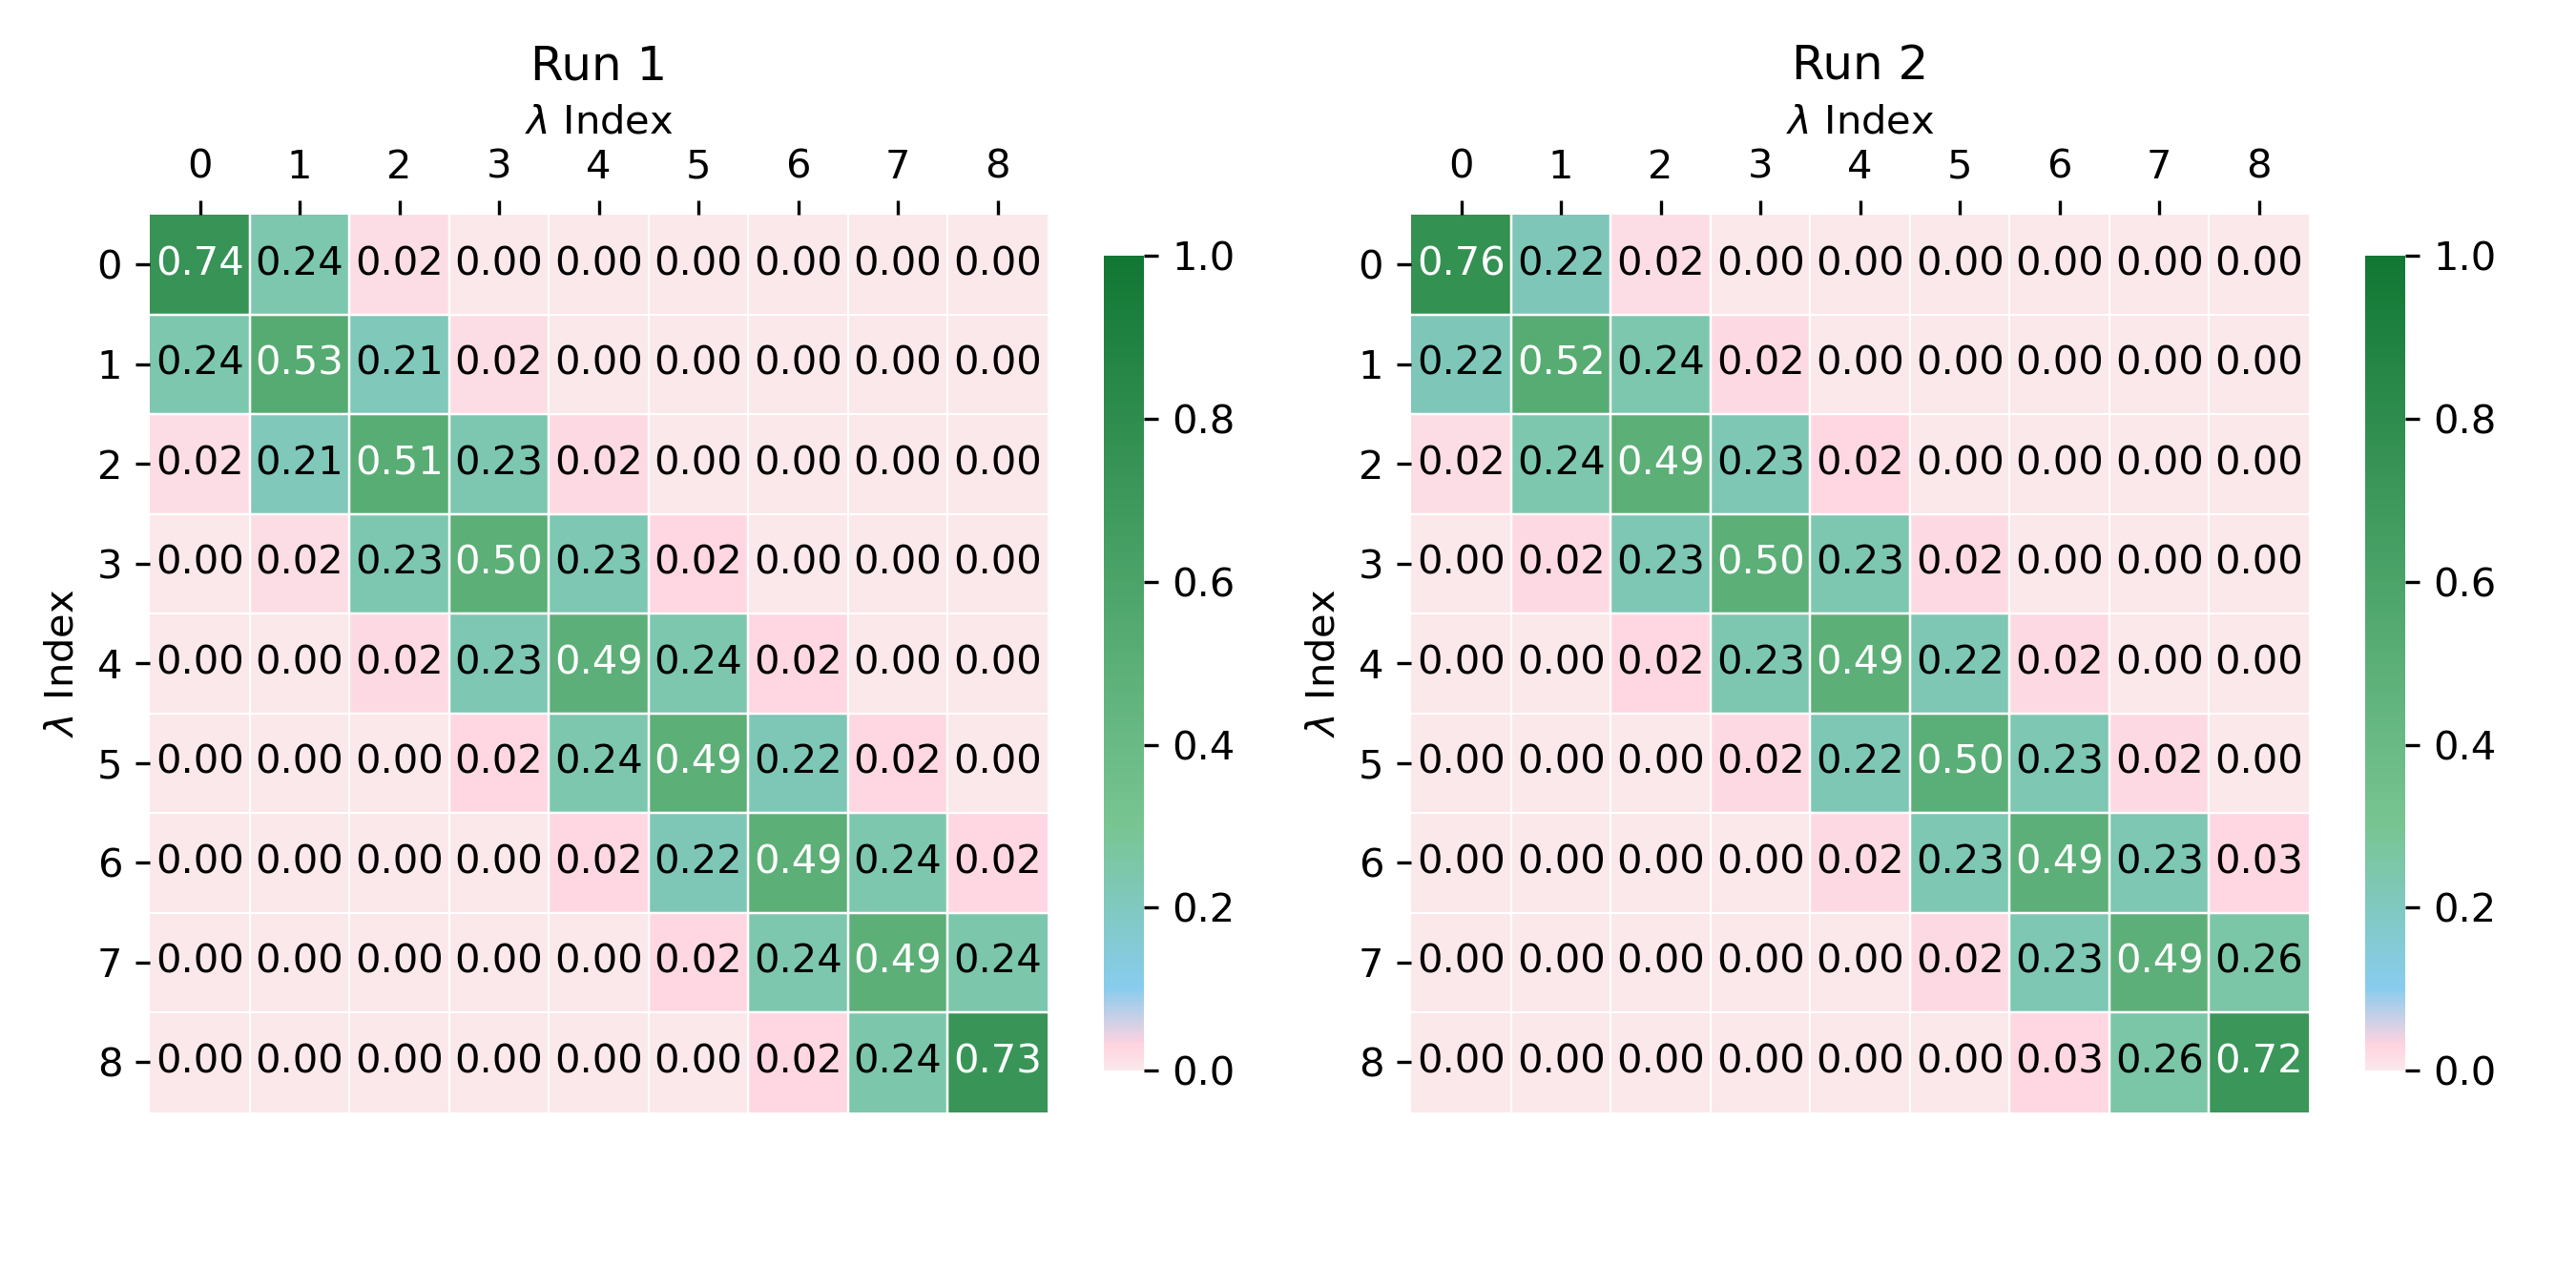 Run 1
λ Index
0 1 2 3 4 5 6 7 8
λ Index
0 0.74 0.24 0.02 0.00 0.00 0.00 0.00 0.00 0.00
1 0.24 0.53 0.21 0.02 0.00 0.00 0.00 0.00 0.00
2 0.02 0.21 0.51 0.23 0.02 0.00 0.00 0.00 0.00
3 0.00 0.02 0.23 0.50 0.23 0.02 0.00 0.00 0.00
4 0.00 0.00 0.02 0.23 0.49 0.24 0.02 0.00 0.00
5 0.00 0.00 0.00 0.02 0.24 0.49 0.22 0.02 0.00
6 0.00 0.00 0.00 0.00 0.02 0.22 0.49 0.24 0.02
7 0.00 0.00 0.00 0.00 0.00 0.02 0.24 0.49 0.24
8 0.00 0.00 0.00 0.00 0.00 0.00 0.02 0.24 0.73
1.0
0.8
0.6
0.4
0.2
0.0
Run 2
λ Index
0 1 2 3 4 5 6 7 8
λ Index
0 0.76 0.22 0.02 0.00 0.00 0.00 0.00 0.00 0.00
1 0.22 0.52 0.24 0.02 0.00 0.00 0.00 0.00 0.00
2 0.02 0.24 0.49 0.23 0.02 0.00 0.00 0.00 0.00
3 0.00 0.02 0.23 0.50 0.23 0.02 0.00 0.00 0.00
4 0.00 0.00 0.02 0.23 0.49 0.22 0.02 0.00 0.00
5 0.00 0.00 0.00 0.02 0.22 0.50 0.23 0.02 0.00
6 0.00 0.00 0.00 0.00 0.02 0.23 0.49 0.23 0.03
7 0.00 0.00 0.00 0.00 0.00 0.02 0.23 0.49 0.26
8 0.00 0.00 0.00 0.00 0.00 0.00 0.03 0.26 0.72
1.0
0.8
0.6
0.4
0.2
0.0